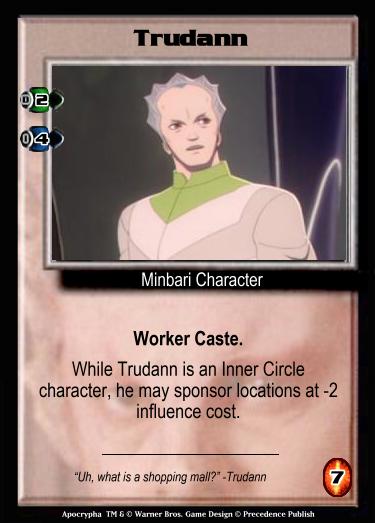 Trudann
2
4
Minbari Character
Worker Caste.
While Trudann is an Inner Circle
character, he may sponsor locations at -2
influence cost.
"Uh, what is a shopping mall?" -Trudann
7
Apocrypha TM & © Warner Bros. Game Design © Precedence Publish